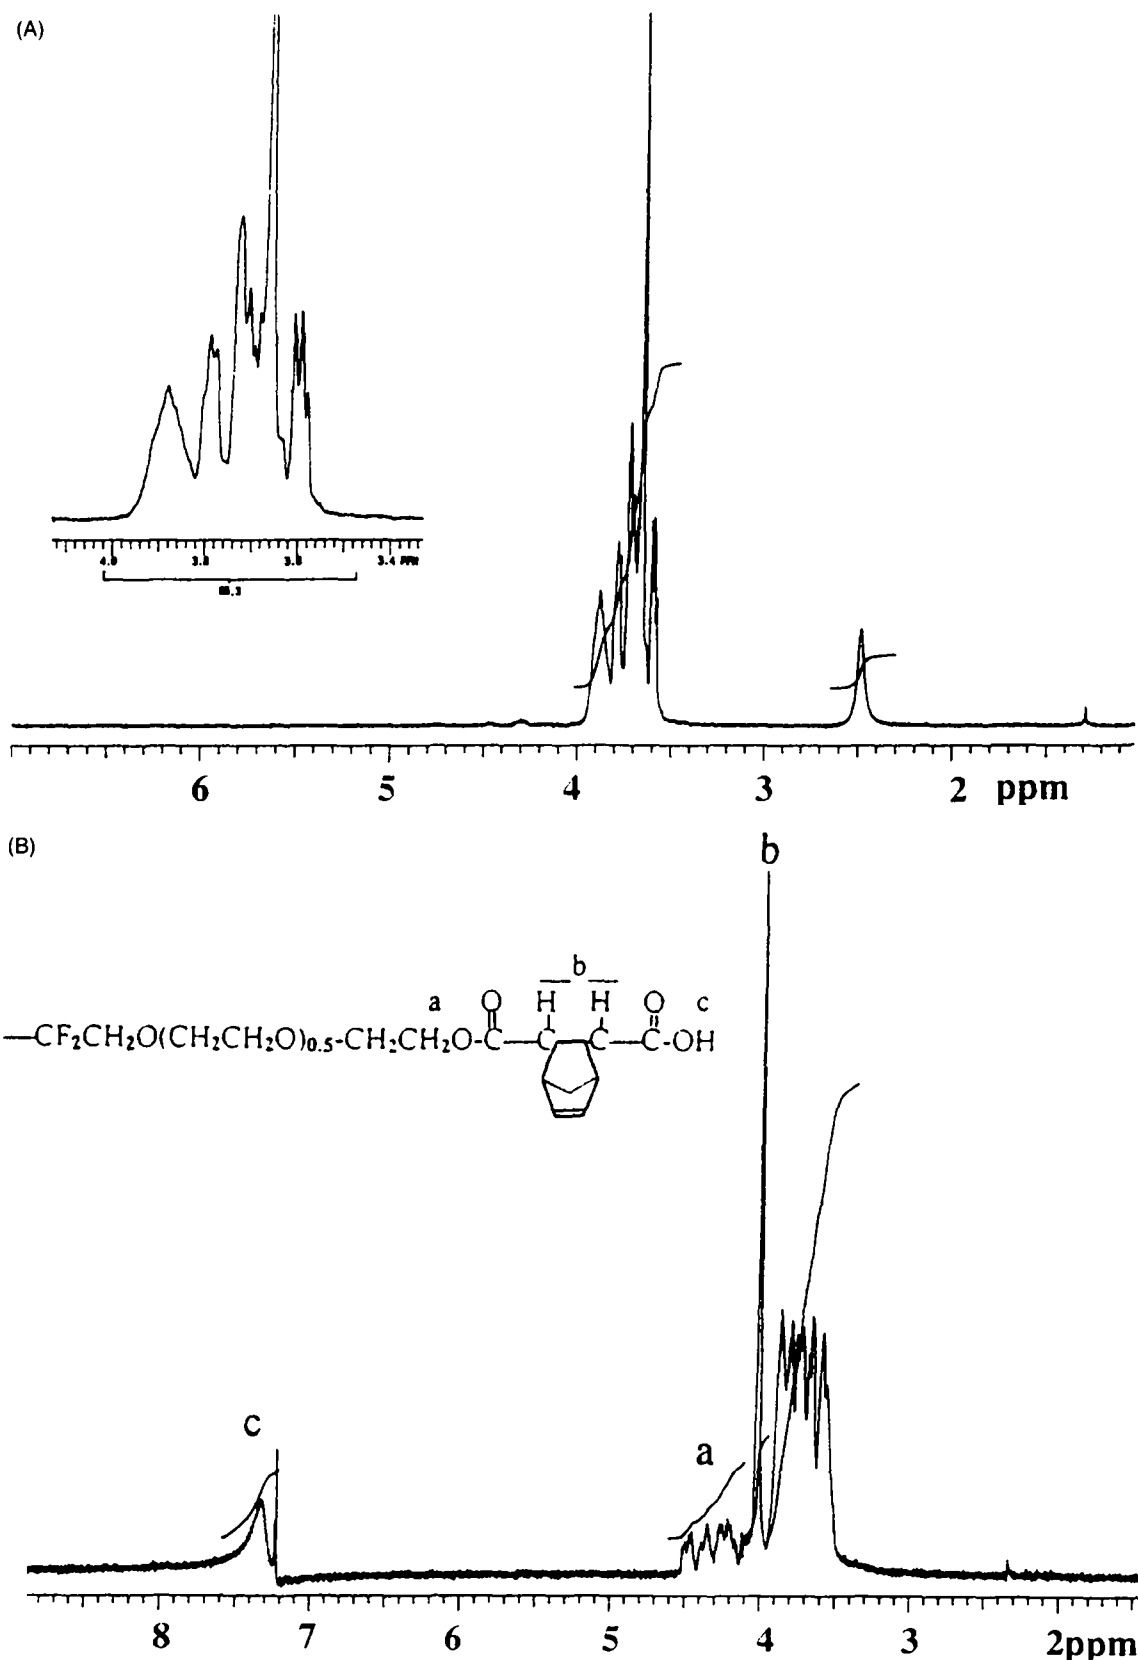 (A)
4.0 3.8 3.6 3.4 PPM
6 5 4 3 2 ppm
(B)
b
b
a O H H O c
—CF₂CH₂O(CH₂CH₂O)₀.₅-CH₂CH₂O-C—C—C—C-OH
c
a
8 7 6 5 4 3 2ppm